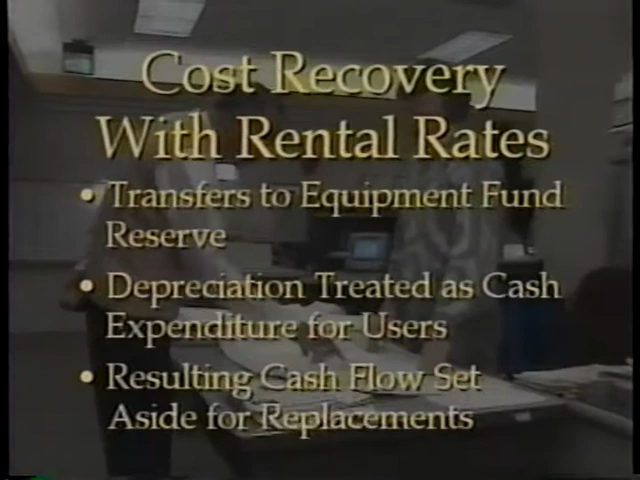 Cost Recovery
With Rental Rates
• Transfers to Equipment Fund
Reserve
• Depreciation Treated as Cash
Expenditure for Users
• Resulting Cash Flow Set
Aside for Replacements